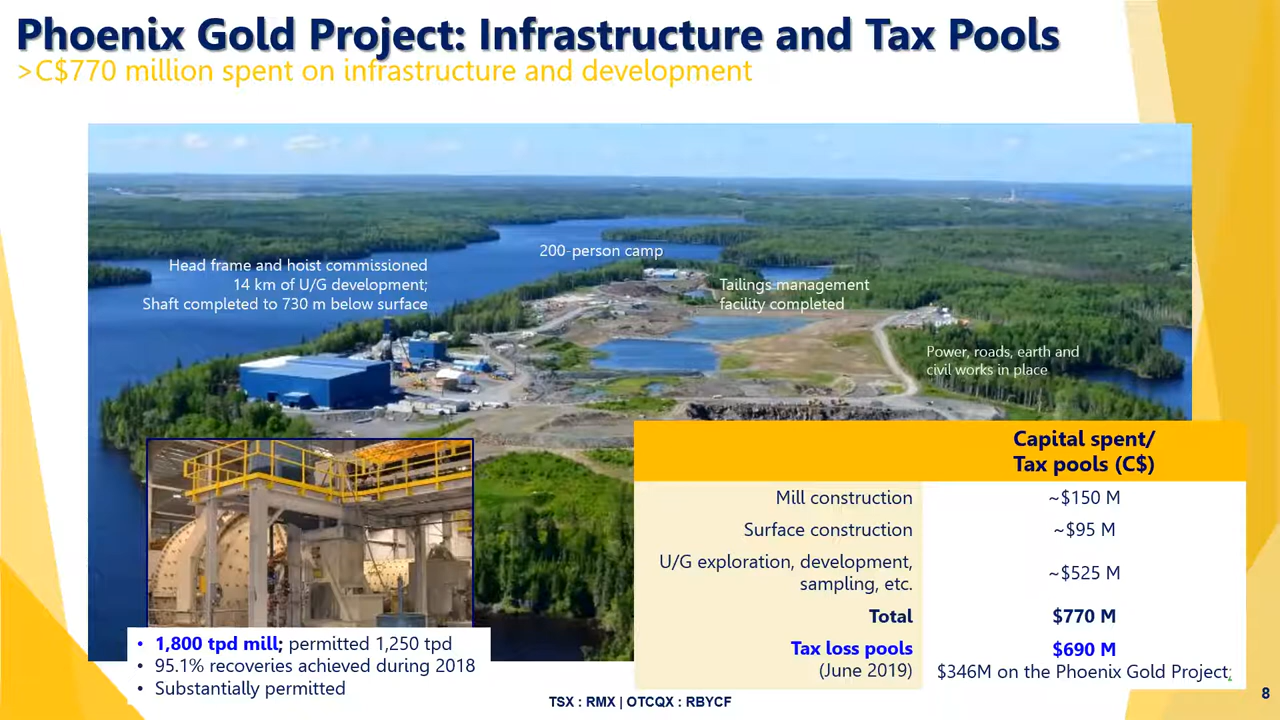 Phoenix Gold Project: Infrastructure and Tax Pools
>C$770 million spent on infrastructure and development
200-person camp
Head frame and hoist commissioned
14 km of U/G development;
Shaft completed to 730 m below surface
Tailings management
facility completed
Power, roads, earth and
civil works in place
Capital spent/
Tax pools (C$)
Mill construction ~$150 M
Surface construction ~$95 M
U/G exploration, development,
sampling, etc. ~$525 M
Total $770 M
Tax loss pools $690 M
(June 2019) $346M on the Phoenix Gold Project;
• 1,800 tpd mill; permitted 1,250 tpd
• 95.1% recoveries achieved during 2018
• Substantially permitted
TSX : RMX | OTCQX : RBYCF
8